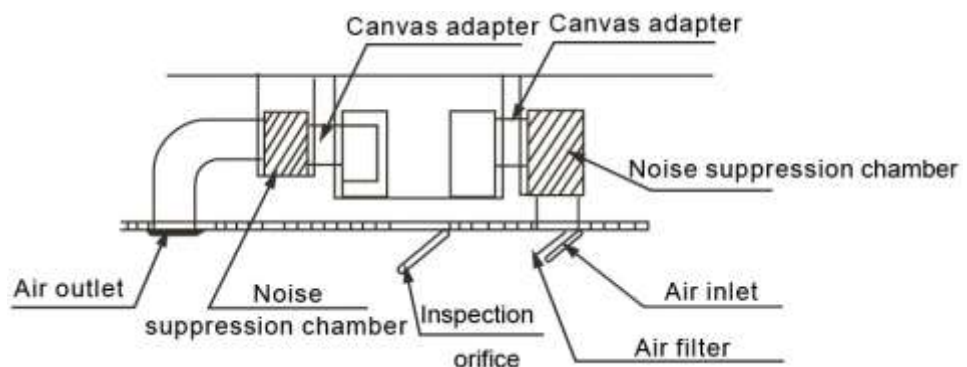 Canvas adapter
Canvas adapter
Noise suppression chamber
Air outlet
Noise
suppression chamber
Inspection
orifice
Air inlet
Air filter